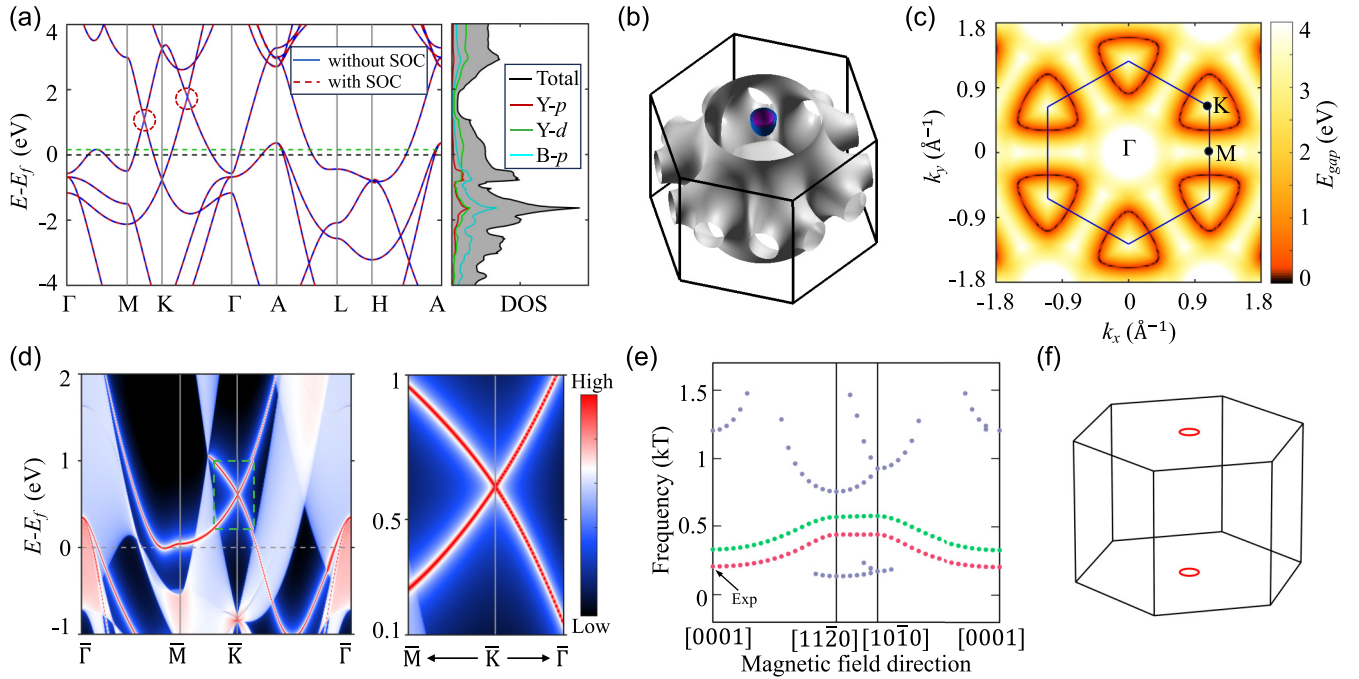 (a)
4
2
0
-2
-4
E-E_f (eV)
without SOC
with SOC
Γ M K Γ A L H A
Total
Y-p
Y-d
B-p
DOS
(b)
(c)
1.8
0.9
0
-0.9
-1.8
k_y (Å⁻¹)
K
Γ
M
-1.8 -0.9 0 0.9 1.8
k_x (Å⁻¹)
4
3
2
1
0
E_gap (eV)
(d)
2
1
0
-1
E-E_f (eV)
Γ̅ M̅ K̅ Γ̅
1
0.5
0.1
M̅ ← K̅ → Γ̅
High
Low
(e)
1.5
1
0.5
0
Frequency (kT)
Exp
[0001] [112̅0] [101̅0] [0001]
Magnetic field direction
(f)